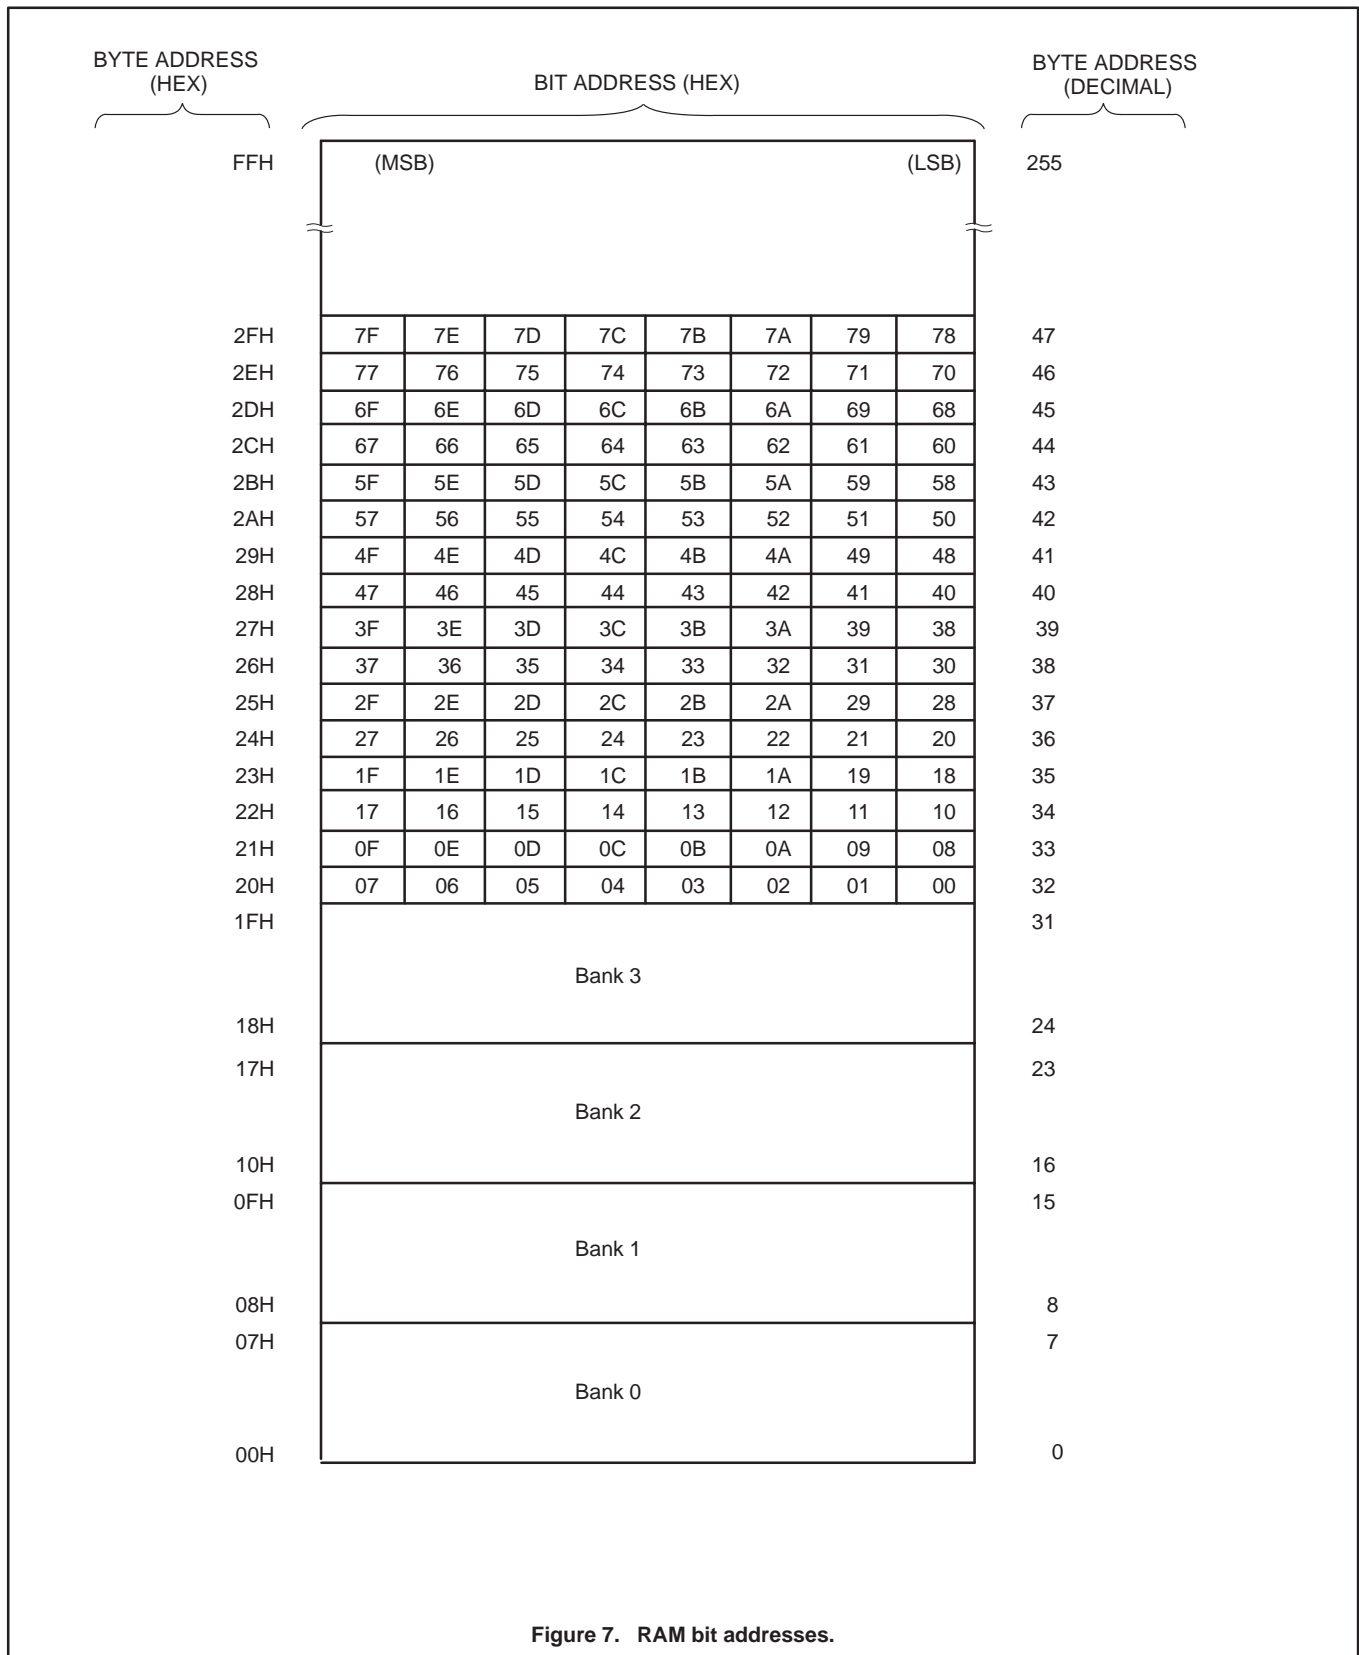 BYTE ADDRESS
(HEX)
BIT ADDRESS (HEX)
BYTE ADDRESS
(DECIMAL)
FFH (MSB) (LSB) 255
2FH 7F 7E 7D 7C 7B 7A 79 78 47
2EH 77 76 75 74 73 72 71 70 46
2DH 6F 6E 6D 6C 6B 6A 69 68 45
2CH 67 66 65 64 63 62 61 60 44
2BH 5F 5E 5D 5C 5B 5A 59 58 43
2AH 57 56 55 54 53 52 51 50 42
29H 4F 4E 4D 4C 4B 4A 49 48 41
28H 47 46 45 44 43 42 41 40 40
27H 3F 3E 3D 3C 3B 3A 39 38 39
26H 37 36 35 34 33 32 31 30 38
25H 2F 2E 2D 2C 2B 2A 29 28 37
24H 27 26 25 24 23 22 21 20 36
23H 1F 1E 1D 1C 1B 1A 19 18 35
22H 17 16 15 14 13 12 11 10 34
21H 0F 0E 0D 0C 0B 0A 09 08 33
20H 07 06 05 04 03 02 01 00 32
1FH 31
Bank 3
18H 24
17H 23
Bank 2
10H 16
0FH 15
Bank 1
08H 8
07H 7
Bank 0
00H 0
Figure 7. RAM bit addresses.